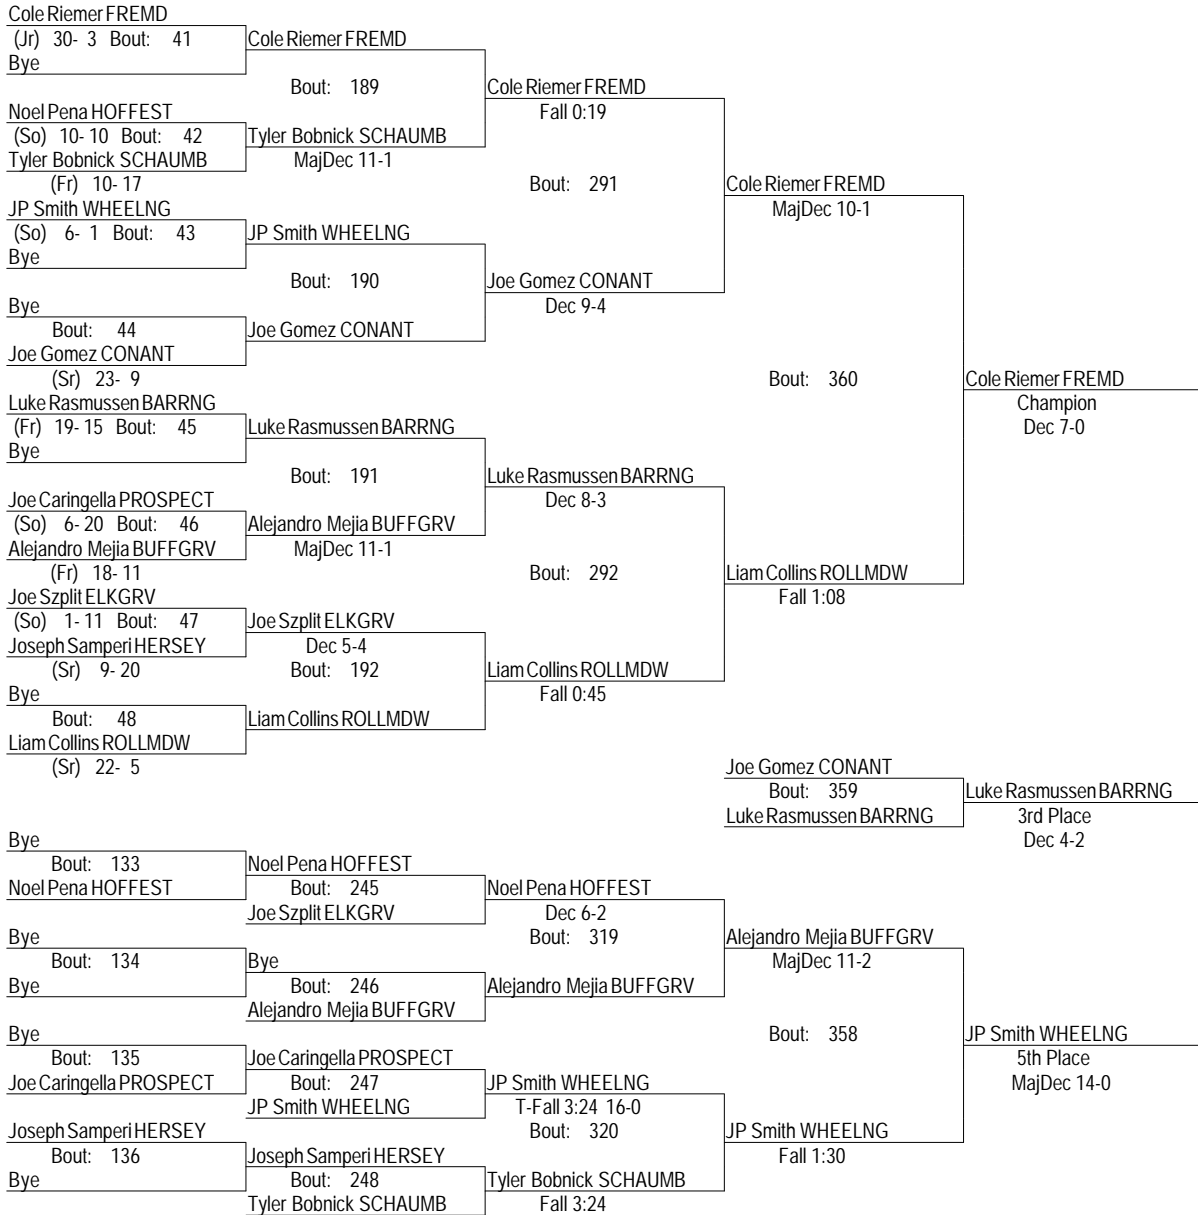 Cole Riemer FREMD
(Jr) 30- 3 Bout: 41
Bye
Cole Riemer FREMD
Bout: 189
Noel Pena HOFFEST
(So) 10- 10 Bout: 42
Tyler Bobnick SCHAUMB
(Fr) 10- 17
Tyler Bobnick SCHAUMB
MajDec 11-1
Cole Riemer FREMD
Fall 0:19
Bout: 291
JP Smith WHEELNG
(So) 6- 1 Bout: 43
Bye
JP Smith WHEELNG
Bout: 190
Bye
Bout: 44
Joe Gomez CONANT
(Sr) 23- 9
Joe Gomez CONANT
Joe Gomez CONANT
Dec 9-4
Cole Riemer FREMD
MajDec 10-1
Bout: 360
Cole Riemer FREMD
Champion
Dec 7-0
Luke Rasmussen BARRNG
(Fr) 19- 15 Bout: 45
Bye
Luke Rasmussen BARRNG
Bout: 191
Joe Caringella PROSPECT
(So) 6- 20 Bout: 46
Alejandro Mejia BUFFGRV
(Fr) 18- 11
Alejandro Mejia BUFFGRV
MajDec 11-1
Luke Rasmussen BARRNG
Dec 8-3
Bout: 292
Joe Szplit ELKGRV
(So) 1- 11 Bout: 47
Joseph Samperi HERSEY
(Sr) 9- 20
Joe Szplit ELKGRV
Dec 5-4
Bout: 192
Bye
Bout: 48
Liam Collins ROLLMDW
(Sr) 22- 5
Liam Collins ROLLMDW
Liam Collins ROLLMDW
Fall 0:45
Liam Collins ROLLMDW
Fall 1:08
Joe Gomez CONANT
Bout: 359
Luke Rasmussen BARRNG
Luke Rasmussen BARRNG
3rd Place
Dec 4-2
Bye
Bout: 133
Noel Pena HOFFEST
Noel Pena HOFFEST
Bout: 245
Joe Szplit ELKGRV
Noel Pena HOFFEST
Dec 6-2
Bout: 319
Bye
Bout: 134
Bye
Bye
Bout: 246
Alejandro Mejia BUFFGRV
Alejandro Mejia BUFFGRV
Alejandro Mejia BUFFGRV
MajDec 11-2
Bout: 358
Bye
Bout: 135
Joe Caringella PROSPECT
Joe Caringella PROSPECT
Bout: 247
JP Smith WHEELNG
JP Smith WHEELNG
T-Fall 3:24 16-0
Bout: 320
Joseph Samperi HERSEY
Bout: 136
Bye
Joseph Samperi HERSEY
Bout: 248
Tyler Bobnick SCHAUMB
Tyler Bobnick SCHAUMB
Fall 3:24
JP Smith WHEELNG
Fall 1:30
JP Smith WHEELNG
5th Place
MajDec 14-0